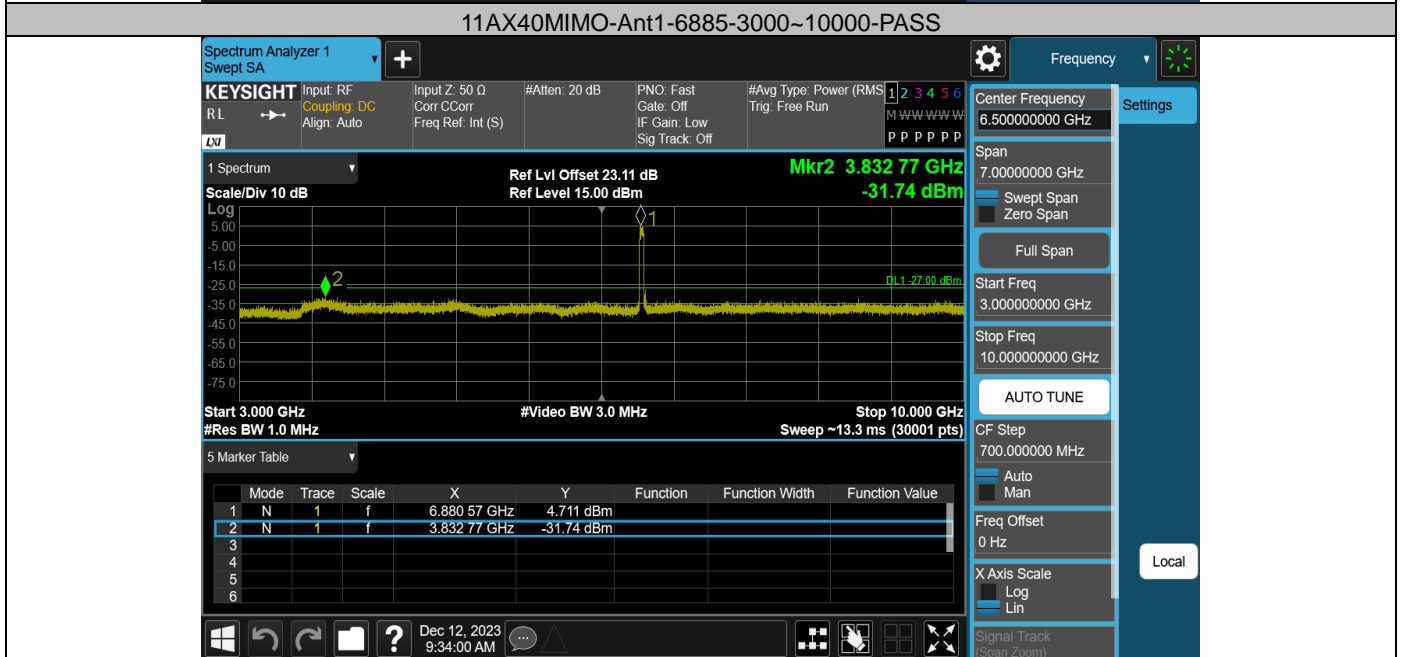 11AX40MIMO-Ant1-6885-3000~10000-PASS
Spectrum Analyzer 1
Swept SA
Frequency
KEYSIGHT
R L
LXI
Input: RF
Coupling: DC
Align: Auto
Input Z: 50 Ω
Corr CCorr
Freq Ref: Int (S)
#Atten: 20 dB
PNO: Fast
Gate: Off
IF Gain: Low
Sig Track: Off
#Avg Type: Power (RMS
Trig: Free Run
1 2 3 4 5 6
M W W W W W
P P P P P P
1 Spectrum
Scale/Div 10 dB
Ref Lvl Offset 23.11 dB
Ref Level 15.00 dBm
Mkr2 3.832 77 GHz
-31.74 dBm
Log
5.00
-5.00
-15.0
-25.0
-35.0
-45.0
-55.0
-65.0
-75.0
1
2
DL1 -27.00 dBm
Start 3.000 GHz
#Res BW 1.0 MHz
#Video BW 3.0 MHz
Stop 10.000 GHz
Sweep ~13.3 ms (30001 pts)
5 Marker Table
Mode Trace Scale X Y Function Function Width Function Value
1 N 1 f 6.880 57 GHz 4.711 dBm
2 N 1 f 3.832 77 GHz -31.74 dBm
3
4
5
6
Dec 12, 2023
9:34:00 AM
Center Frequency
6.500000000 GHz
Span
7.00000000 GHz
Swept Span
Zero Span
Full Span
Start Freq
3.000000000 GHz
Stop Freq
10.000000000 GHz
AUTO TUNE
CF Step
700.000000 MHz
Auto
Man
Freq Offset
0 Hz
X Axis Scale
Log
Lin
Signal Track
(Span Zoom)
Settings
Local